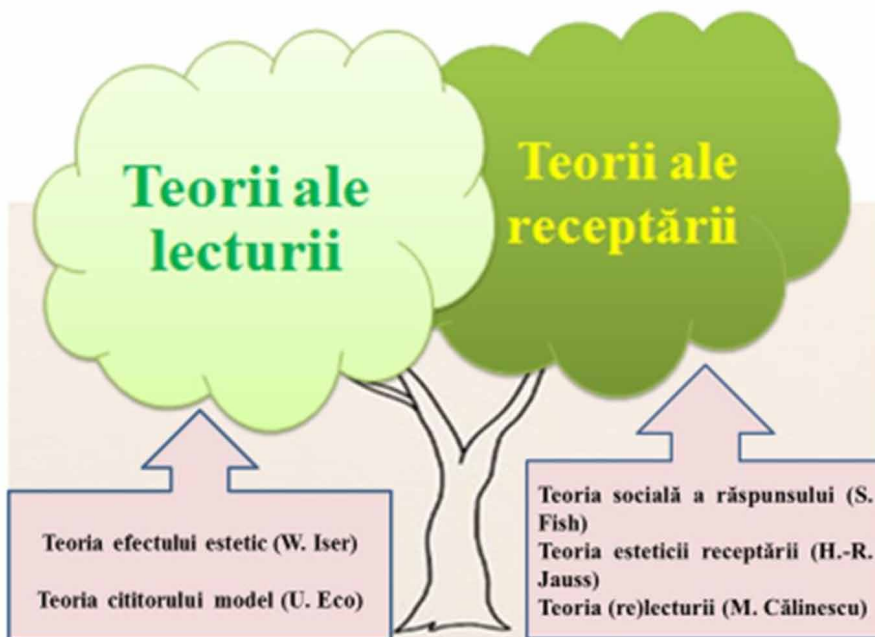 Teorii ale
lecturii
Teorii ale
receptării
Teoria efectului estetic (W. Iser)
Teoria cititorului model (U. Eco)
Teoria socială a răspunsului (S.
Fish)
Teoria esteticii receptării (H.-R.
Jauss)
Teoria (re)lecturii (M. Călinescu)